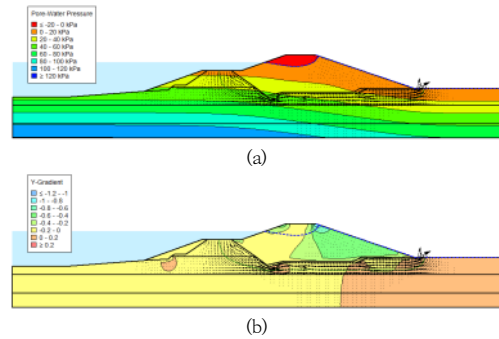 Pore-Water Pressure
≤ -20 - 0 kPa
0 - 20 kPa
20 - 40 kPa
40 - 60 kPa
60 - 80 kPa
80 - 100 kPa
100 - 120 kPa
≥ 120 kPa
(a)
Y-Gradient
≤ -1.2 - -1
-1 - -0.8
-0.8 - -0.6
-0.6 - -0.4
-0.4 - -0.2
-0.2 - 0
0 - 0.2
≥ 0.2
(b)